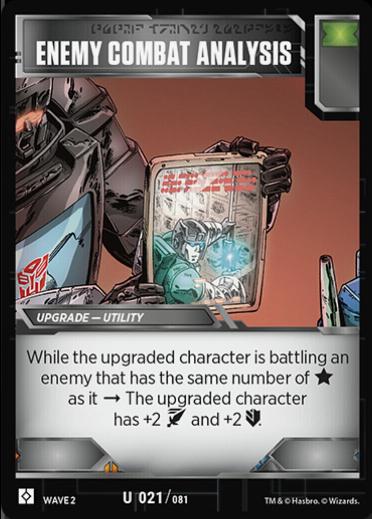 ENEMY COMBAT ANALYSIS
UPGRADE — UTILITY
While the upgraded character is battling an
enemy that has the same number of ★
as it → The upgraded character
has +2 and +2 .
WAVE 2
U 021/081
TM & © Hasbro. © Wizards.